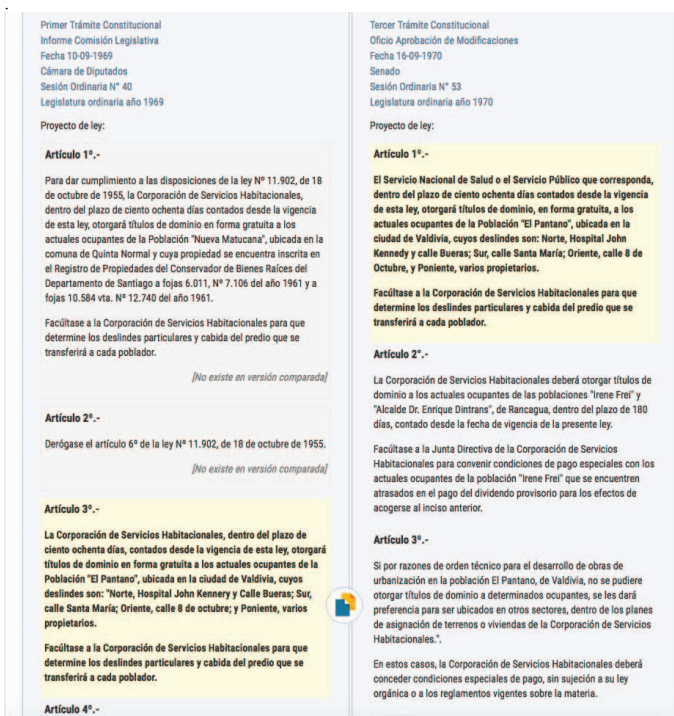 Primer Trámite Constitucional
Informe Comisión Legislativa
Fecha 10-09-1969
Cámara de Diputados
Sesión Ordinaria N° 40
Legislatura ordinaria año 1969
Proyecto de ley:
Artículo 1º.-
Para dar cumplimiento a las disposiciones de la ley Nº 11.902, de 18
de octubre de 1955, la Corporación de Servicios Habitacionales,
dentro del plazo de ciento ochenta días contados desde la vigencia
de esta ley, otorgará títulos de dominio en forma gratuita a los
actuales ocupantes de la Población "Nueva Matucana", ubicada en la
comuna de Quinta Normal y cuya propiedad se encuentra inscrita en
el Registro de Propiedades del Conservador de Bienes Raíces del
Departamento de Santiago a fojas 6.011, Nº 7.106 del año 1961 y a
fojas 10.584 vta. Nº 12.740 del año 1961.
Facúltase a la Corporación de Servicios Habitacionales para que
determine los deslindes particulares y cabida del predio que se
transferirá a cada poblador.
[No existe en versión comparada]
Artículo 2º.-
Derógase el artículo 6º de la ley Nº 11.902, de 18 de octubre de 1955.
[No existe en versión comparada]
Artículo 3º.-
La Corporación de Servicios Habitacionales, dentro del plazo de
ciento ochenta días, contados desde la vigencia de esta ley, otorgará
títulos de dominio en forma gratuita a los actuales ocupantes de la
Población "El Pantano", ubicada en la ciudad de Valdivia, cuyos
deslindes son: "Norte, Hospital John Kennery y Calle Bueras; Sur,
calle Santa María; Oriente, calle 8 de octubre; y Poniente, varios
propietarios.
Facúltase a la Corporación de Servicios Habitacionales para que
determine los deslindes particulares y cabida del predio que se
transferirá a cada poblador.
Artículo 4º.-
Tercer Trámite Constitucional
Oficio Aprobación de Modificaciones
Fecha 16-09-1970
Senado
Sesión Ordinaria N° 53
Legislatura ordinaria año 1970
Proyecto de ley:
Artículo 1º.-
El Servicio Nacional de Salud o el Servicio Público que corresponda,
dentro del plazo de ciento ochenta días contados desde la vigencia
de esta ley, otorgará títulos de dominio, en forma gratuita, a los
actuales ocupantes de la Población "El Pantano", ubicada en la
ciudad de Valdivia, cuyos deslindes son: Norte, Hospital John
Kennedy y calle Bueras; Sur, calle Santa María; Oriente, calle 8 de
Octubre, y Poniente, varios propietarios.
Facúltase a la Corporación de Servicios Habitacionales para que
determine los deslindes particulares y cabida del predio que se
transferirá a cada poblador.
Artículo 2°.-
La Corporación de Servicios Habitacionales deberá otorgar títulos de
dominio a los actuales ocupantes de las poblaciones "Irene Frei" y
"Alcalde Dr. Enrique Dintrans", de Rancagua, dentro del plazo de 180
días, contado desde la fecha de vigencia de la presente ley.
Facúltase a la Junta Directiva de la Corporación de Servicios
Habitacionales para convenir condiciones de pago especiales con los
actuales ocupantes de la población "Irene Frei" que se encuentren
atrasados en el pago del dividendo provisorio para los efectos de
acogerse al inciso anterior.
Artículo 3º.-
Si por razones de orden técnico para el desarrollo de obras de
urbanización en la población El Pantano, de Valdivia, no se pudiere
otorgar títulos de dominio a determinados ocupantes, se les dará
preferencia para ser ubicados en otros sectores, dentro de los planes
de asignación de terrenos o viviendas de la Corporación de Servicios
Habitacionales.".
En estos casos, la Corporación de Servicios Habitacionales deberá
conceder condiciones especiales de pago, sin sujeción a su ley
orgánica o a los reglamentos vigentes sobre la materia.